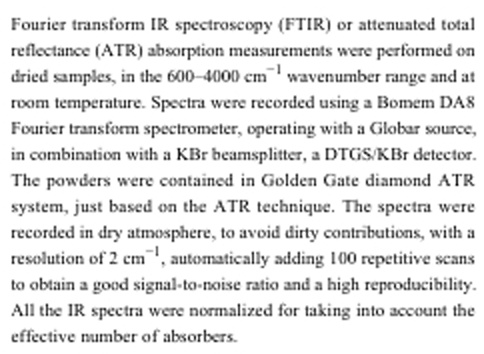 Fourier transform IR spectroscopy (FTIR) or attenuated total
reflectance (ATR) absorption measurements were performed on
dried samples, in the 600–4000 cm⁻¹ wavenumber range and at
room temperature. Spectra were recorded using a Bomem DA8
Fourier transform spectrometer, operating with a Globar source,
in combination with a KBr beamsplitter, a DTGS/KBr detector.
The powders were contained in Golden Gate diamond ATR
system, just based on the ATR technique. The spectra were
recorded in dry atmosphere, to avoid dirty contributions, with a
resolution of 2 cm⁻¹, automatically adding 100 repetitive scans
to obtain a good signal-to-noise ratio and a high reproducibility.
All the IR spectra were normalized for taking into account the
effective number of absorbers.